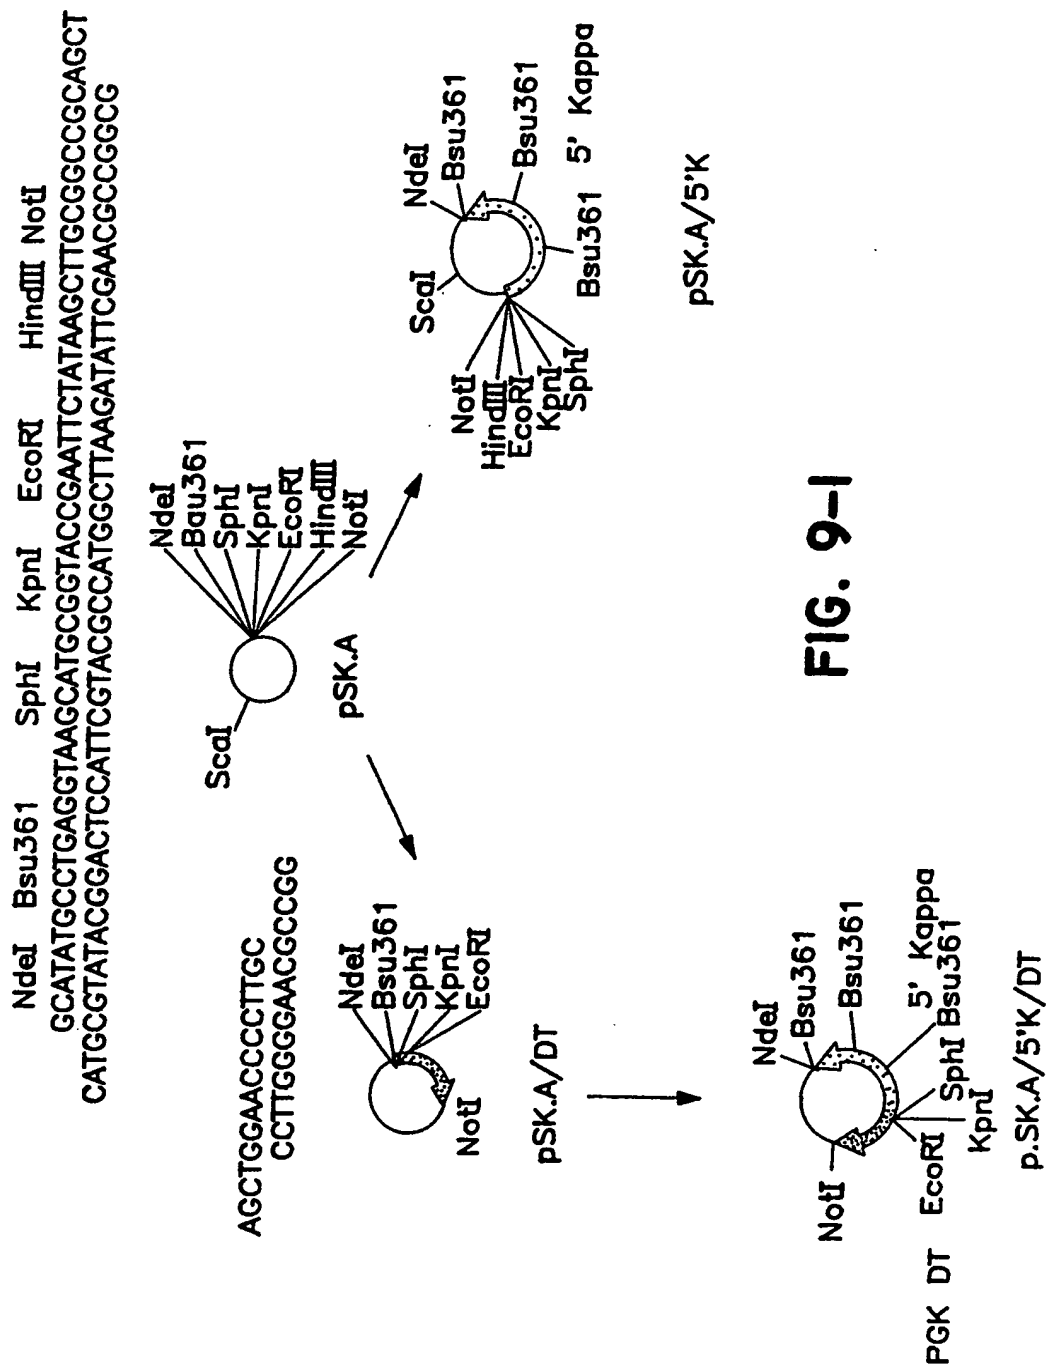 NdeI Bsu361 SphI KpnI EcoRI HindIII NotI
GCATATGCCTGAGGTAAGCATGCGGTACCGAATTCTATAAGCTTGCGGCCGCAGCT
CATGCGTATACGGACTCCATTCGTACGCCATGGCTTAAGATATTCGAACGCCGGCG
ScaI
NdeI
Bau361
SphI
KpnI
EcoRI
HindIII
NotI
pSK.A
AGCTGGAACCCCTTGC
CCTTGGGGAACGCCGG
NdeI
Bsu361
SphI
KpnI
EcoRI
NotI
pSK.A/DT
ScaI
NdeI
Bsu361
Bsu361
5' Kappa
Bsu361
NotI
HindIII
EcoRI
KpnI
SphI
pSK.A/5'K
NdeI
Bsu361
Bsu361
5' Kappa
Bsu361
SphI
KpnI
EcoRI
NotI
PGK DT
p.SK.A/5'K/DT
FIG. 9-1